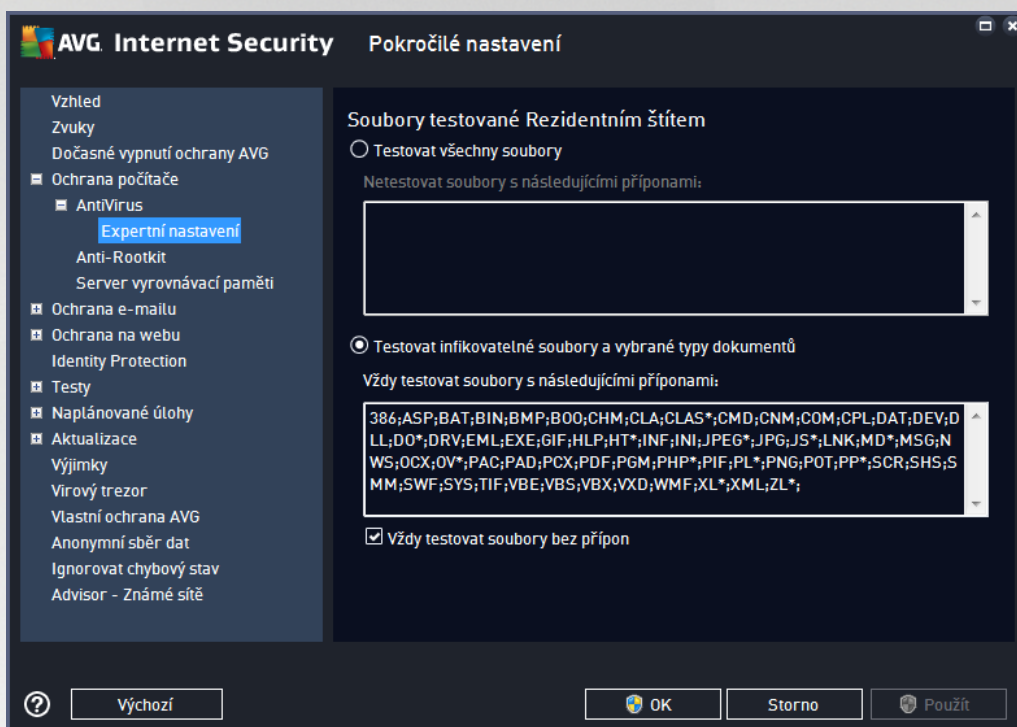 AVG. Internet Security Pokročilé nastavení
Vzhled
Zvuky
Dočasné vypnutí ochrany AVG
Ochrana počítače
AntiVirus
Expertní nastavení
Anti-Rootkit
Server vyrovnávací paměti
Ochrana e-mailu
Ochrana na webu
Identity Protection
Testy
Naplánované úlohy
Aktualizace
Výjimky
Virový trezor
Vlastní ochrana AVG
Anonymní sběr dat
Ignorovat chybový stav
Advisor - Známé sítě
Soubory testované Rezidentním štítem
Testovat všechny soubory
Netestovat soubory s následujícími příponami:
Testovat infikovatelné soubory a vybrané typy dokumentů
Vždy testovat soubory s následujícími příponami:
386;ASP;BAT;BIN;BMP;BOO;CHM;CLA;CLAS*;CMD;CNM;COM;CPL;DAT;DEV;D
LL;DO*;DRV;EML;EXE;GIF;HLP;HT*;INF;INI;JPEG*;JPG;JS*;LNK;MD*;MSG;N
WS;OCX;OV*;PAC;PAD;PCX;PDF;PGM;PHP*;PIF;PL*;PNG;POT;PP*;SCR;SHS;S
MM;SWF;SYS;TIF;VBE;VBS;VBX;VXD;WMF;XL*;XML;ZL*;
Vždy testovat soubory bez přípon
Výchozí
OK
Storno
Použít